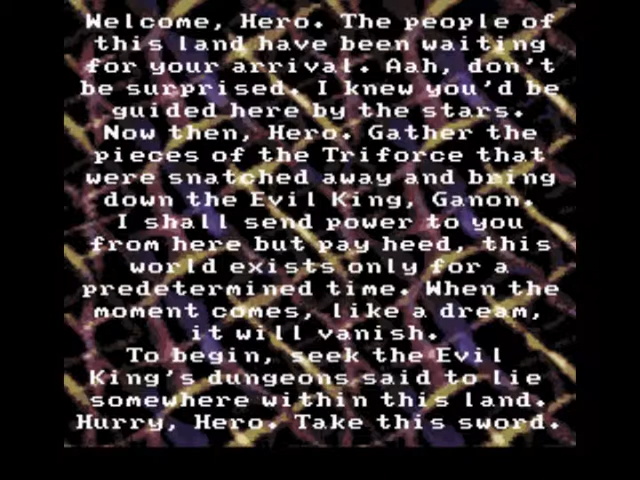 Welcome, Hero. The people of
this land have been waiting
for your arrival. Aah, don't
be surprised. I knew you'd be
guided here by the stars.
Now then, Hero. Gather the
pieces of the Triforce that
were snatched away and bring
down the Evil King, Ganon.
I shall send power to you
from here but pay heed, this
world exists only for a
predetermined time. When the
moment comes, like a dream,
it will vanish.
To begin, seek the Evil
King's dungeons said to lie
somewhere within this land.
Hurry, Hero. Take this sword.